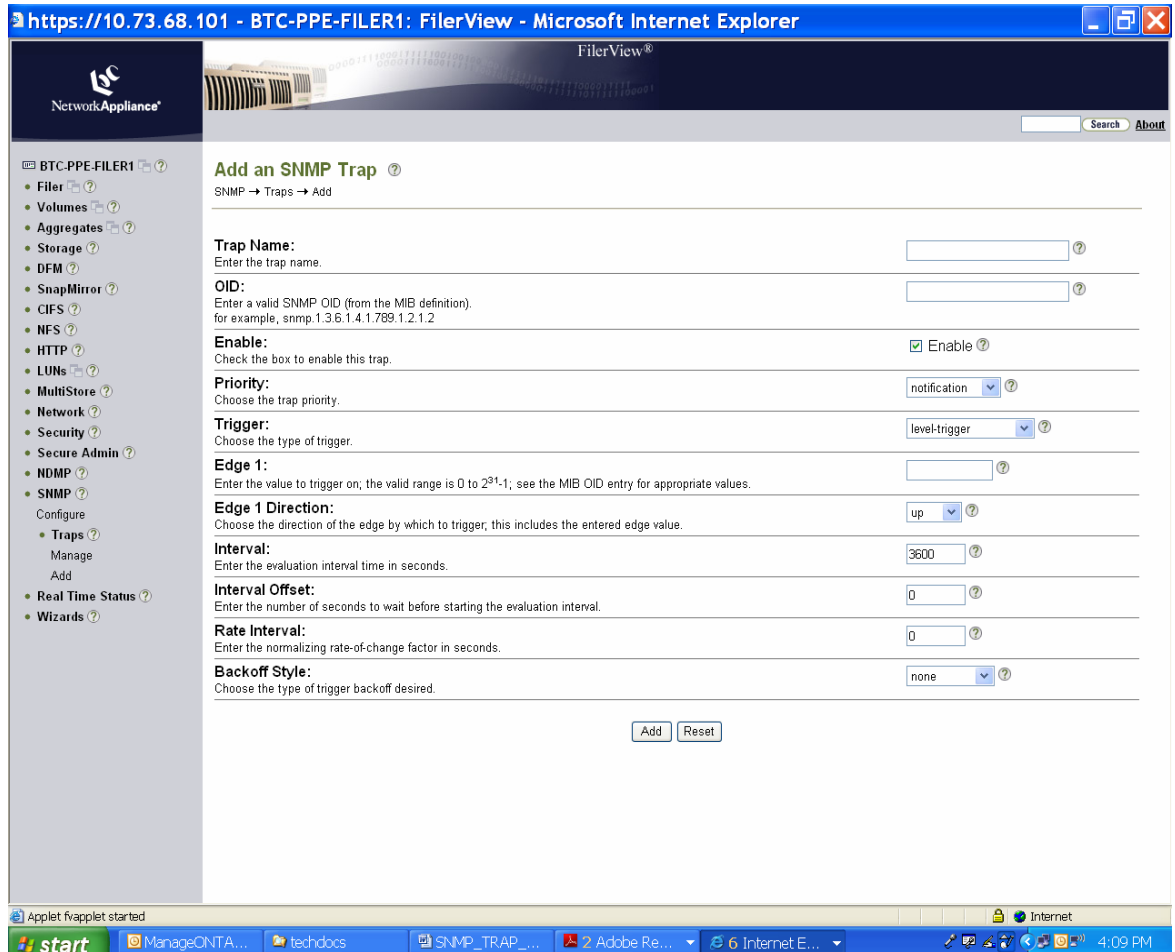 https://10.73.68.101 - BTC-PPE-FILER1: FilerView - Microsoft Internet Explorer
FilerView®
NetworkAppliance®
Search About
BTC-PPE-FILER1
Filer
Volumes
Aggregates
Storage
DFM
SnapMirror
CIFS
NFS
HTTP
LUNs
MultiStore
Network
Security
Secure Admin
NDMP
SNMP
Configure
Traps
Manage
Add
Real Time Status
Wizards
Add an SNMP Trap
SNMP → Traps → Add
Trap Name:
Enter the trap name.
OID:
Enter a valid SNMP OID (from the MIB definition).
for example, snmp.1.3.6.1.4.1.789.1.2.1.2
Enable:
Check the box to enable this trap.
Enable
Priority:
Choose the trap priority.
notification
Trigger:
Choose the type of trigger.
level-trigger
Edge 1:
Enter the value to trigger on; the valid range is 0 to 2³¹-1; see the MIB OID entry for appropriate values.
Edge 1 Direction:
Choose the direction of the edge by which to trigger; this includes the entered edge value.
up
Interval:
Enter the evaluation interval time in seconds.
3600
Interval Offset:
Enter the number of seconds to wait before starting the evaluation interval.
0
Rate Interval:
Enter the normalizing rate-of-change factor in seconds.
0
Backoff Style:
Choose the type of trigger backoff desired.
none
Add Reset
Applet fvapplet started
Internet
start
ManageONTA...
techdocs
SNMP_TRAP_...
2 Adobe Re...
6 Internet E...
4:09 PM